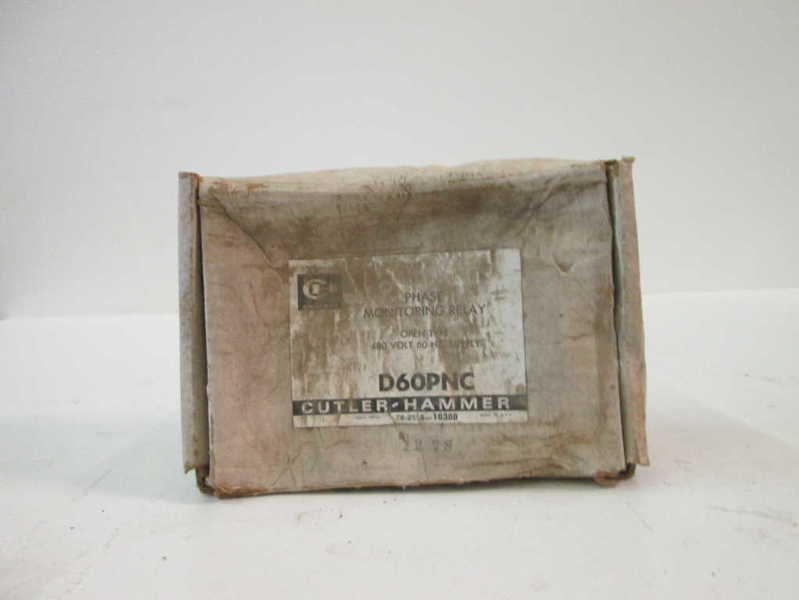 PHASE
MONITORING RELAY
OPEN TYPE
480 VOLT 60 HZ SUPPLY
D60PNC
CUTLER-HAMMER